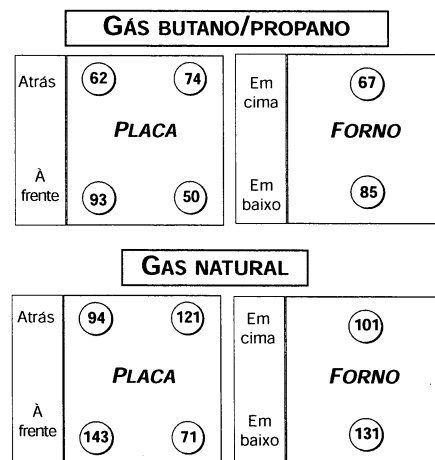 GÁS BUTANO/PROPANO
Atrás 62 74
PLACA
À
frente 93 50
Em
cima 67
FORNO
Em
baixo 85
GAS NATURAL
Atrás 94 121
PLACA
À
frente 143 71
Em
cima 101
FORNO
Em
baixo 131